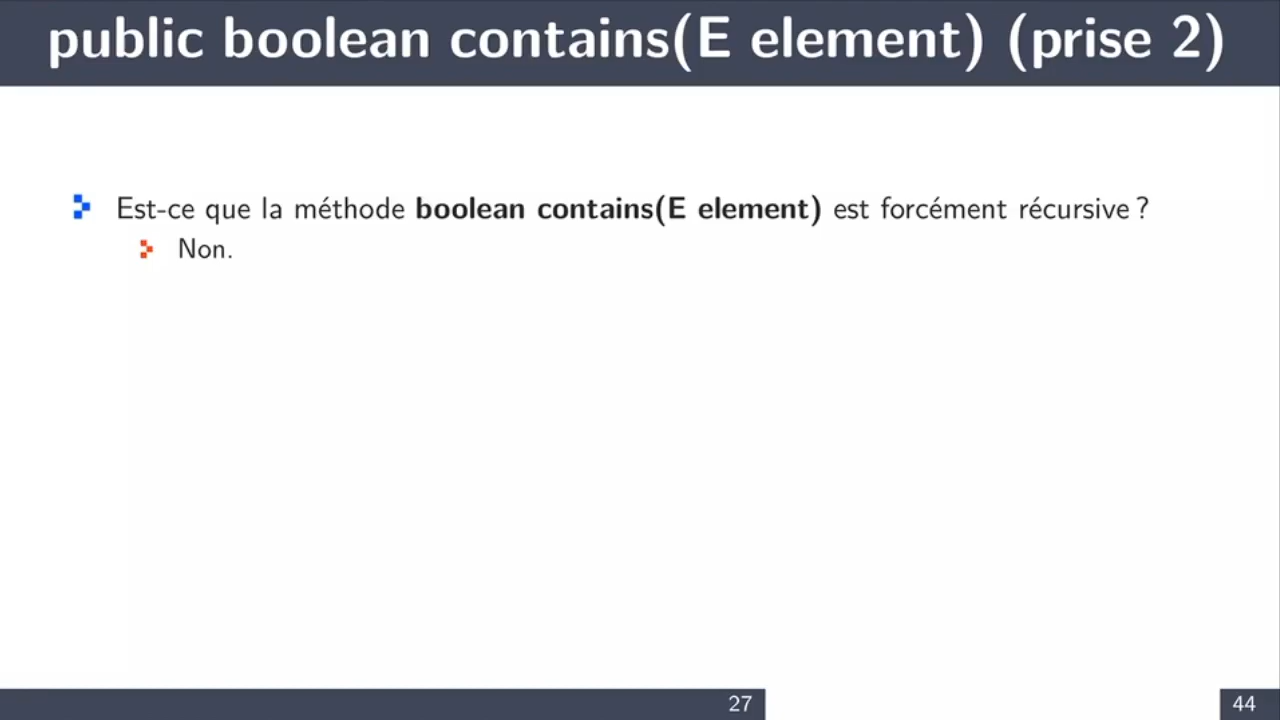 public boolean contains(E element) (prise 2)
Est-ce que la méthode boolean contains(E element) est forcément récursive ?
Non.
27
44